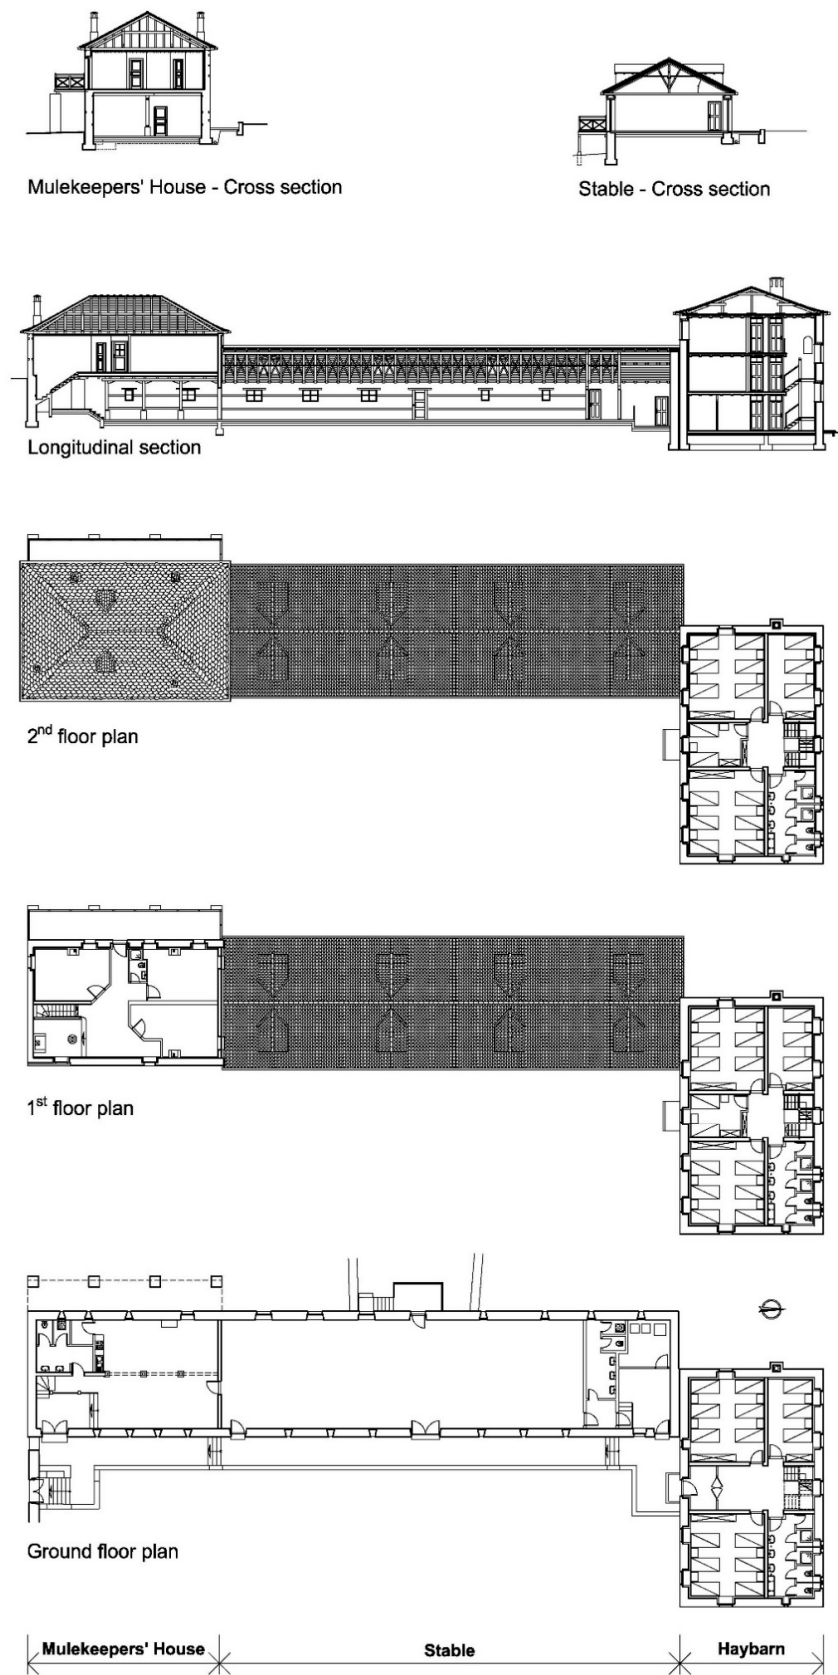 Mulekeepers' House - Cross section
Stable - Cross section
Longitudinal section
2nd floor plan
1st floor plan
Ground floor plan
Mulekeepers' House
Stable
Haybarn